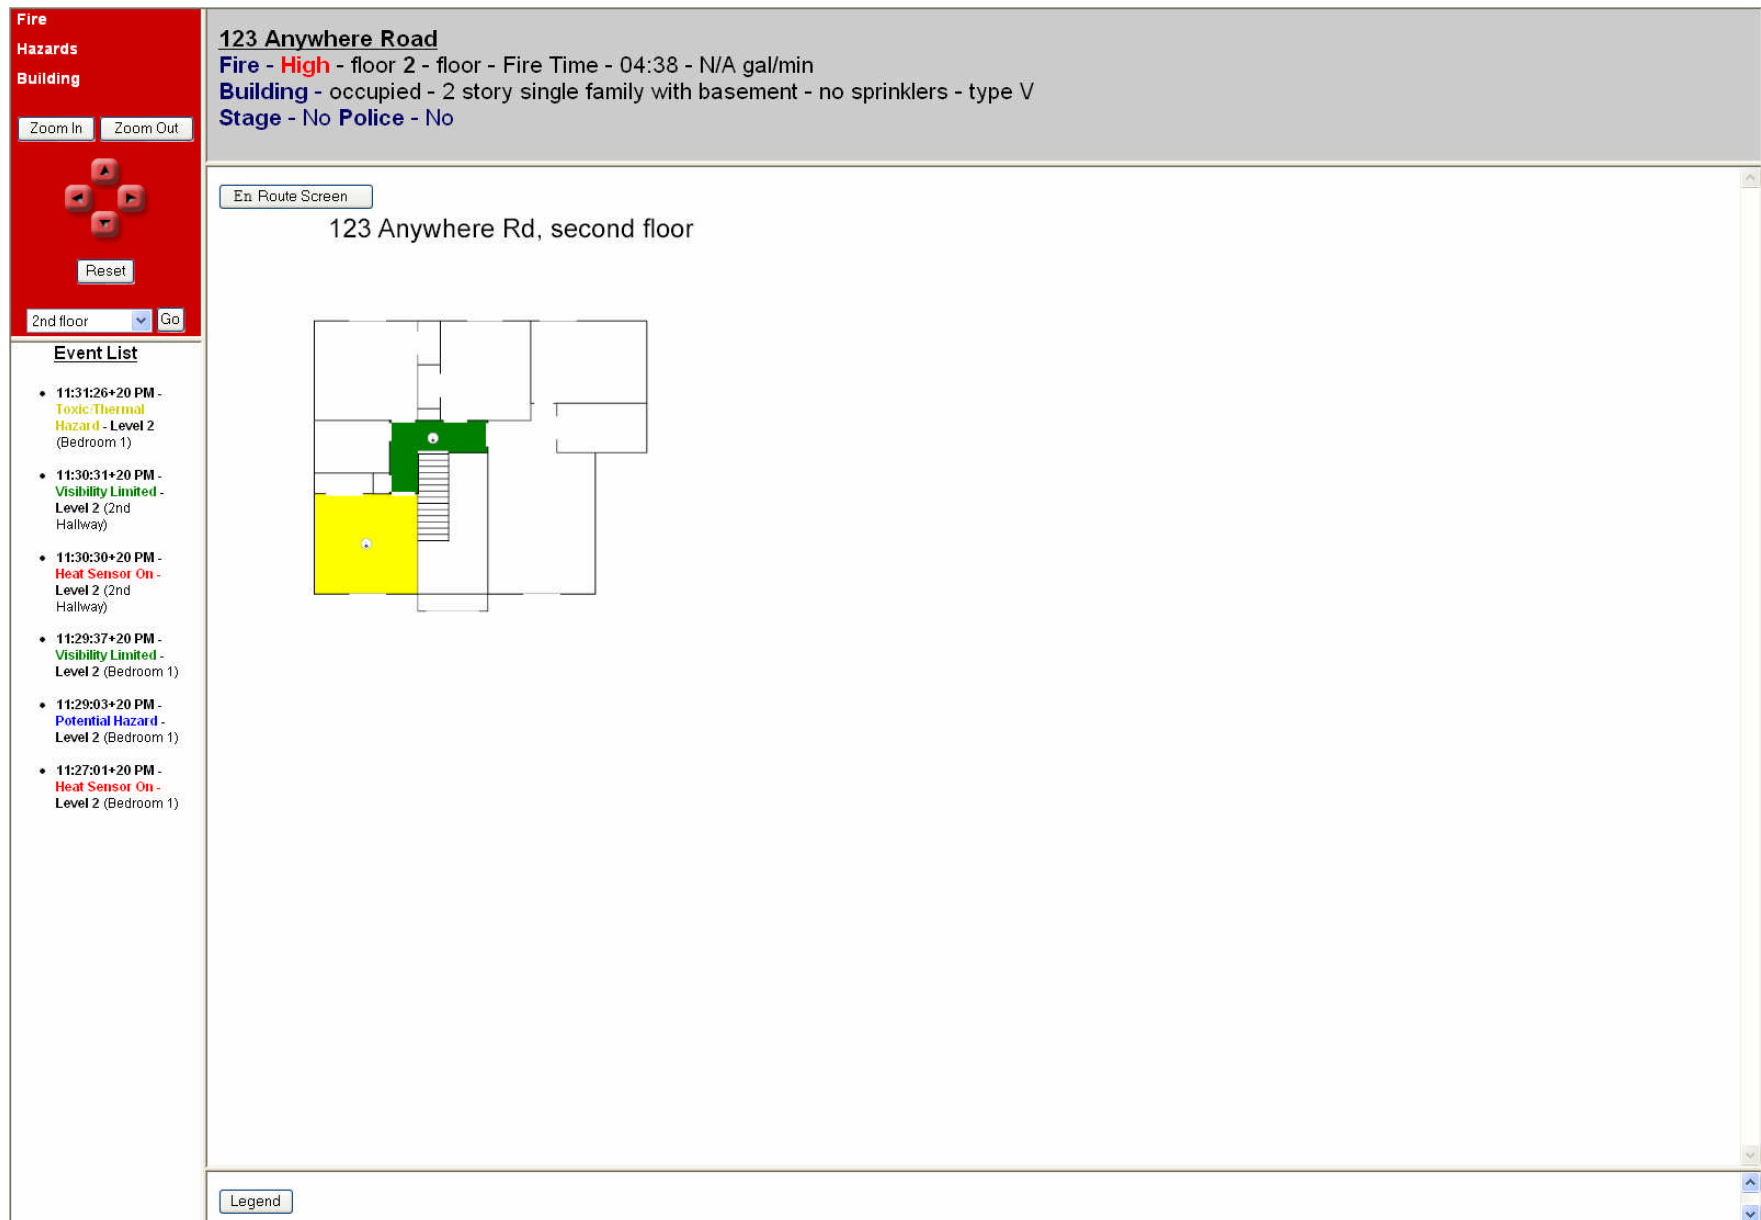 Fire
Hazards
Building
Zoom In Zoom Out
Reset
2nd floor Go
Event List
11:31:26+20 PM -
Toxic/Thermal
Hazard - Level 2
(Bedroom 1)
11:30:31+20 PM -
Visibility Limited -
Level 2 (2nd
Hallway)
11:30:30+20 PM -
Heat Sensor On -
Level 2 (2nd
Hallway)
11:29:37+20 PM -
Visibility Limited -
Level 2 (Bedroom 1)
11:29:03+20 PM -
Potential Hazard -
Level 2 (Bedroom 1)
11:27:01+20 PM -
Heat Sensor On -
Level 2 (Bedroom 1)
123 Anywhere Road
Fire - High - floor 2 - floor - Fire Time - 04:38 - N/A gal/min
Building - occupied - 2 story single family with basement - no sprinklers - type V
Stage - No Police - No
En Route Screen
123 Anywhere Rd, second floor
Legend